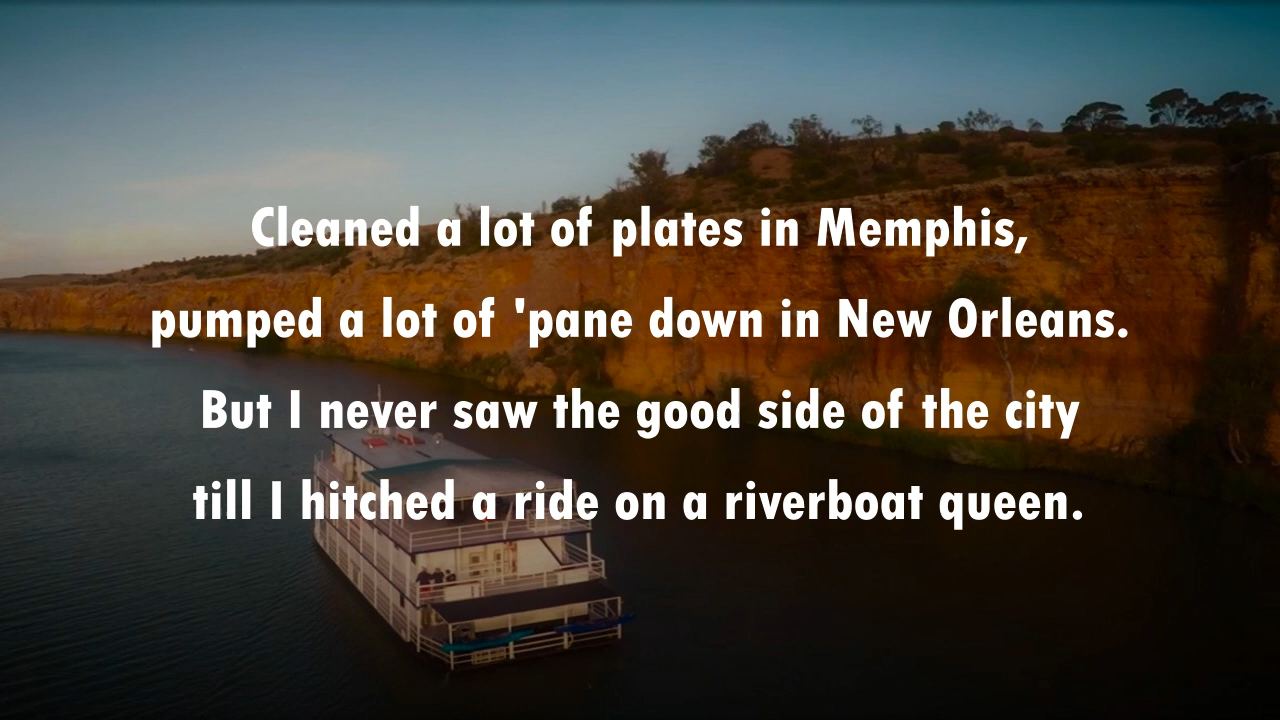 Cleaned a lot of plates in Memphis,
pumped a lot of 'pane down in New Orleans.
But I never saw the good side of the city
till I hitched a ride on a riverboat queen.